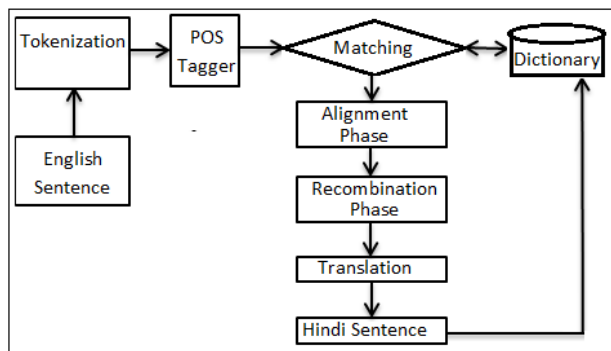 English
Sentence
Tokenization
POS
Tagger
Matching
Dictionary
Alignment
Phase
Recombination
Phase
Translation
Hindi Sentence